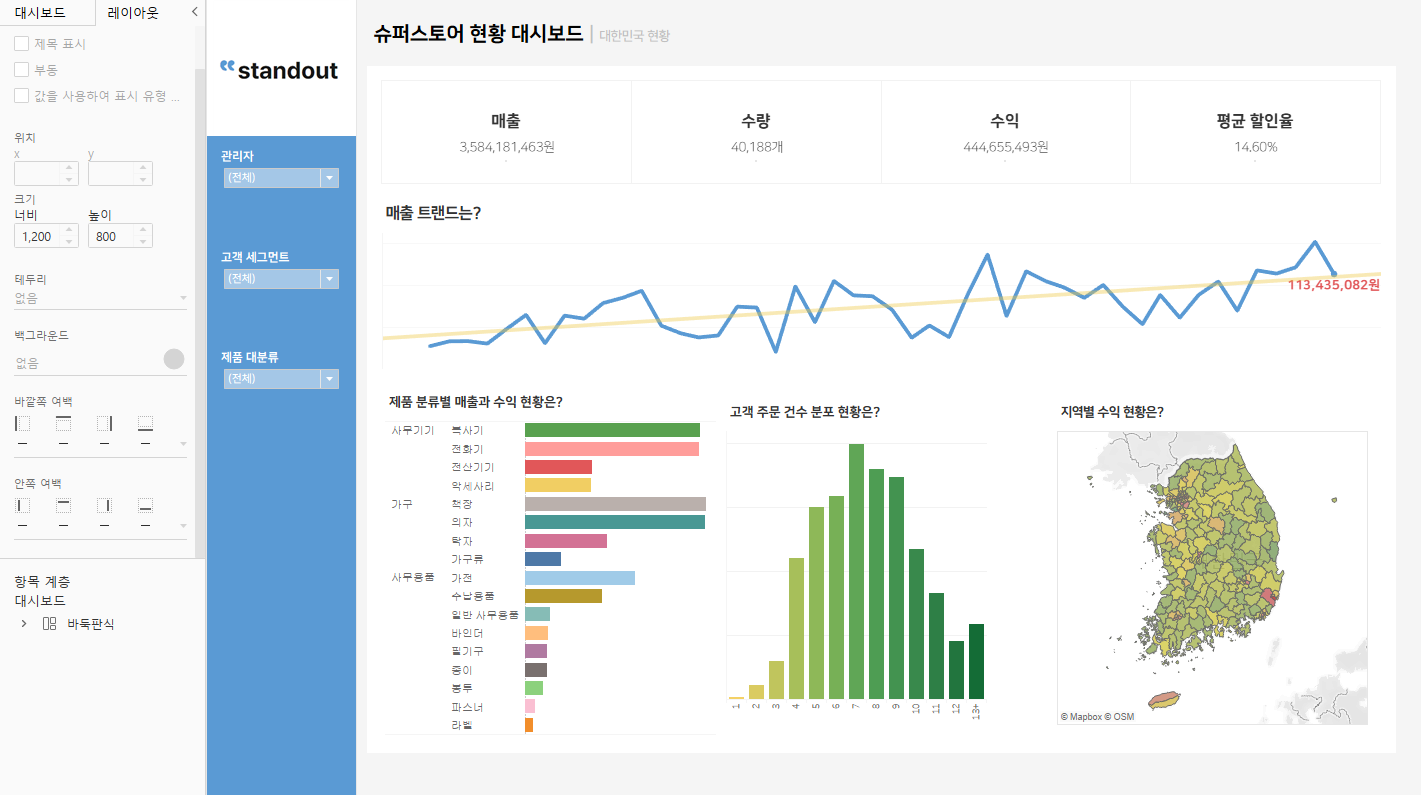 대시보드
레이아웃
제목 표시
부동
값을 사용하여 표시 유형 ...
위치
x
y
크기
너비
높이
1,200
800
테두리
없음
백그라운드
없음
바깥쪽 여백
안쪽 여백
항목 계층
대시보드
바둑판식
standout
관리자
(전체)
고객 세그먼트
(전체)
제품 대분류
(전체)
슈퍼스토어 현황 대시보드 | 대한민국 현황
매출
3,584,181,463원
수량
40,188개
수익
444,655,493원
평균 할인율
14.60%
매출 트랜드는?
113,435,082원
제품 분류별 매출과 수익 현황은?
사무기기
복사기
전화기
전산기기
악세사리
가구
책장
의자
탁자
가구류
사무용품
가전
수납용품
일반 사무용품
바인더
필기구
종이
봉투
파스너
라벨
고객 주문 건수 분포 현황은?
1
2
3
4
5
6
7
8
9
10
11
12
13+
지역별 수익 현황은?
© Mapbox © OSM